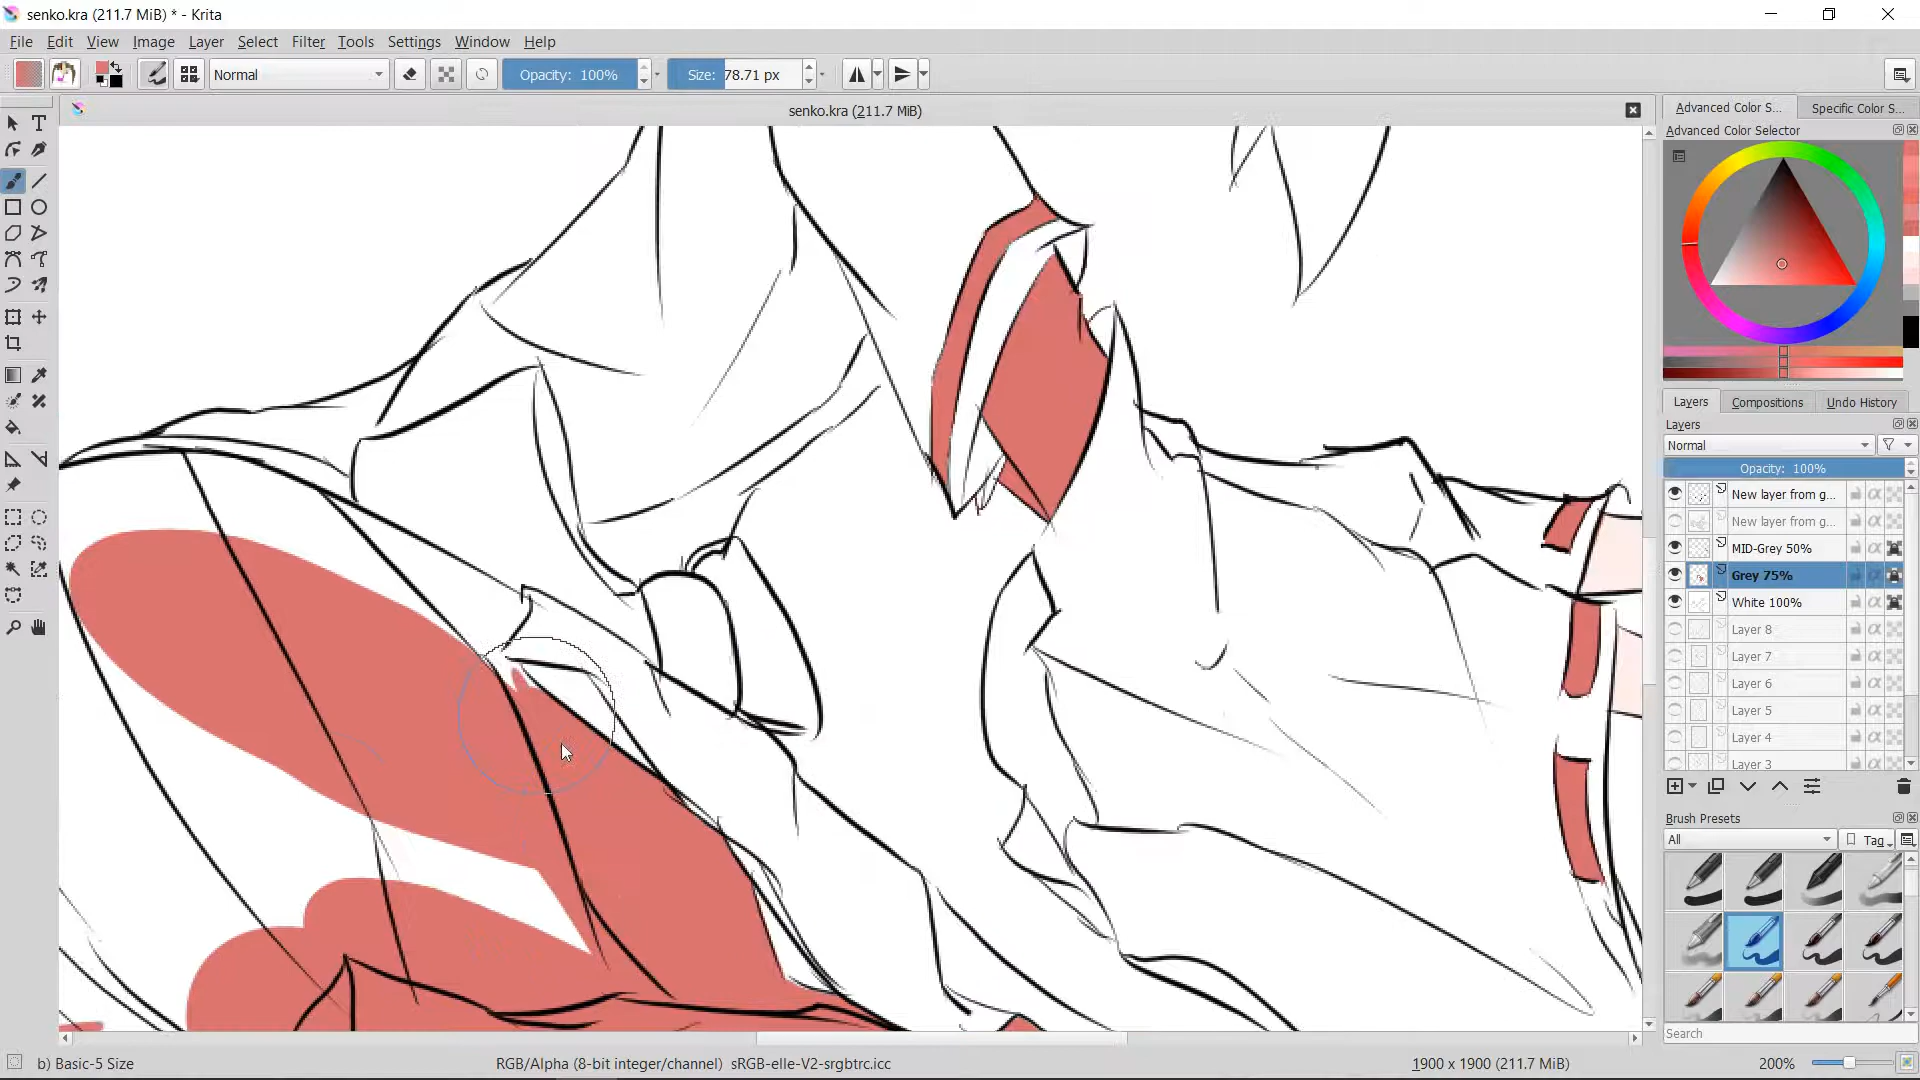 senko.kra (211.7 MiB) * - Krita
File Edit View Image Layer Select Filter Tools Settings Window Help
Normal Opacity: 100% Size: 78.71 px
senko.kra (211.7 MiB)
Advanced Color S... Specific Color S...
Advanced Color Selector
Layers Compositions Undo History
Layers
Normal
Opacity: 100%
New layer from g...
New layer from g...
MID-Grey 50%
Grey 75%
White 100%
Layer 8
Layer 7
Layer 6
Layer 5
Layer 4
Layer 3
Brush Presets
All Tag
Search
b) Basic-5 Size RGB/Alpha (8-bit integer/channel) sRGB-elle-V2-srgbtrc.icc 1900 x 1900 (211.7 MiB) 200%